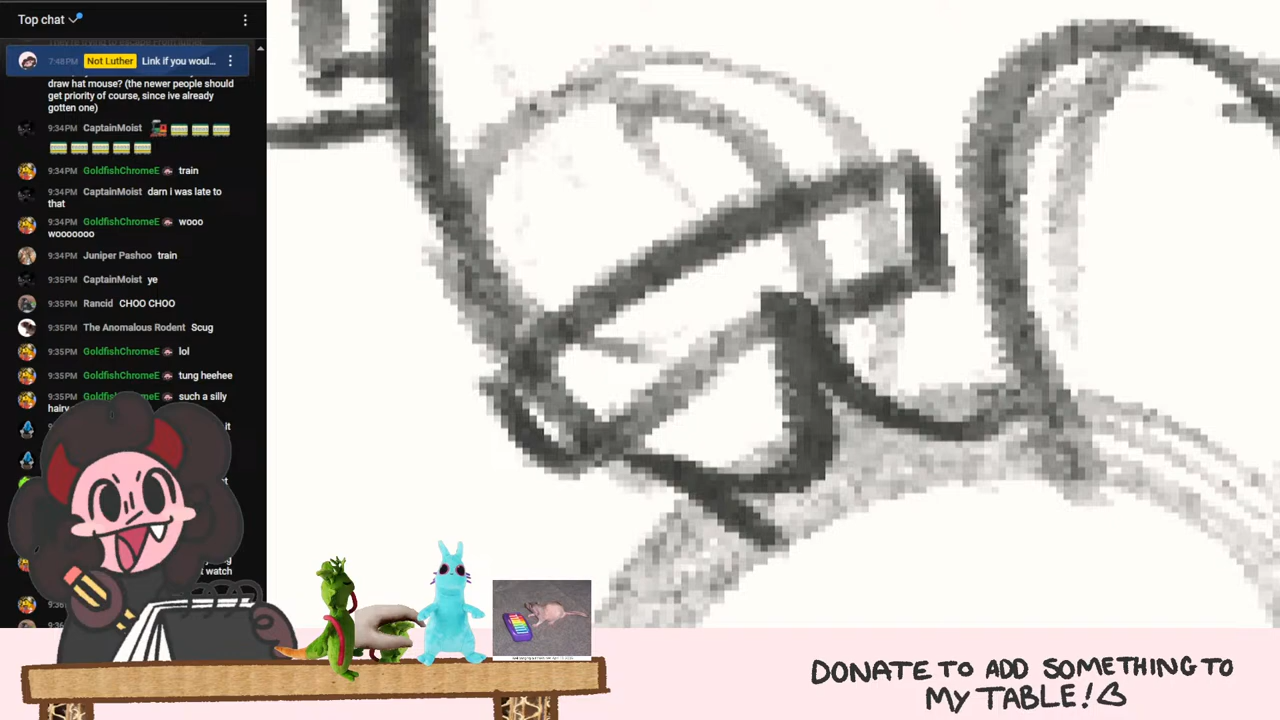 Top chat
7:48PM Not Luther Link if you woul...
draw hat mouse? (the newer people should
get priority of course, since ive already
gotten one)
9:34PM CaptainMoist
9:34PM GoldfishChromeE train
9:34PM CaptainMoist darn i was late to
that
9:34PM GoldfishChromeE wooo
wooooooo
9:34PM Juniper Pashoo train
9:35PM CaptainMoist ye
9:35PM Rancid CHOO CHOO
9:35PM The Anomalous Rodent Scug
9:35PM GoldfishChromeE lol
9:35PM GoldfishChromeE tung heehee
9:35PM GoldfishChromeE such a silly
hairy
it
watch
DONATE TO ADD SOMETHING TO
MY TABLE!